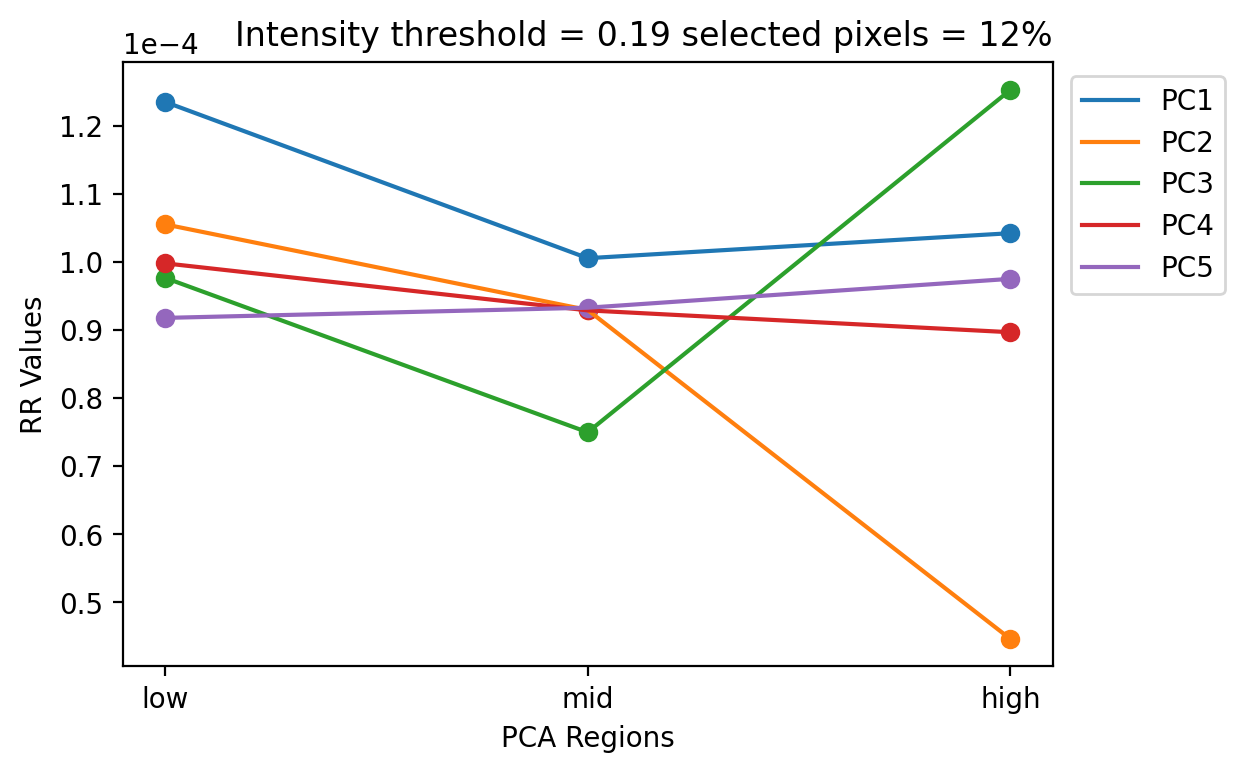 1e−4
Intensity threshold = 0.19 selected pixels = 12%
1.2
1.1
1.0
0.9
0.8
0.7
0.6
0.5
RR Values
low
mid
high
PCA Regions
PC1
PC2
PC3
PC4
PC5